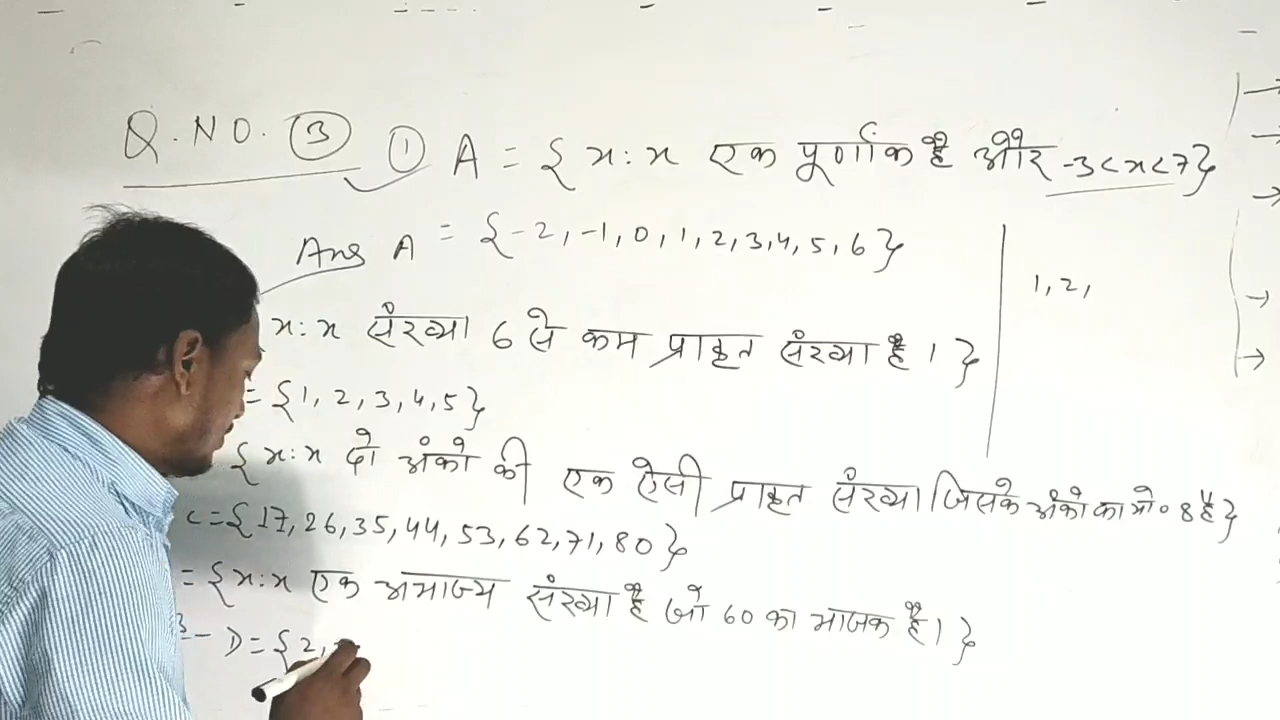 Q.NO. ③ ① A = {x:x एक पूर्णांक है और -3<x<7}
Ans A = {-2, -1, 0, 1, 2, 3, 4, 5, 6}
1, 2,
x:x संख्या 6 से कम प्राकृत संख्या है। }
= {1, 2, 3, 4, 5}
{x:x दो अंको की एक ऐसी प्राकृत संख्या जिसके अंको का यो० 8 है}
C = {17, 26, 35, 44, 53, 62, 71, 80}
= {x:x एक अभाज्य संख्या है जो 60 का भाजक है। }
- D = {2,